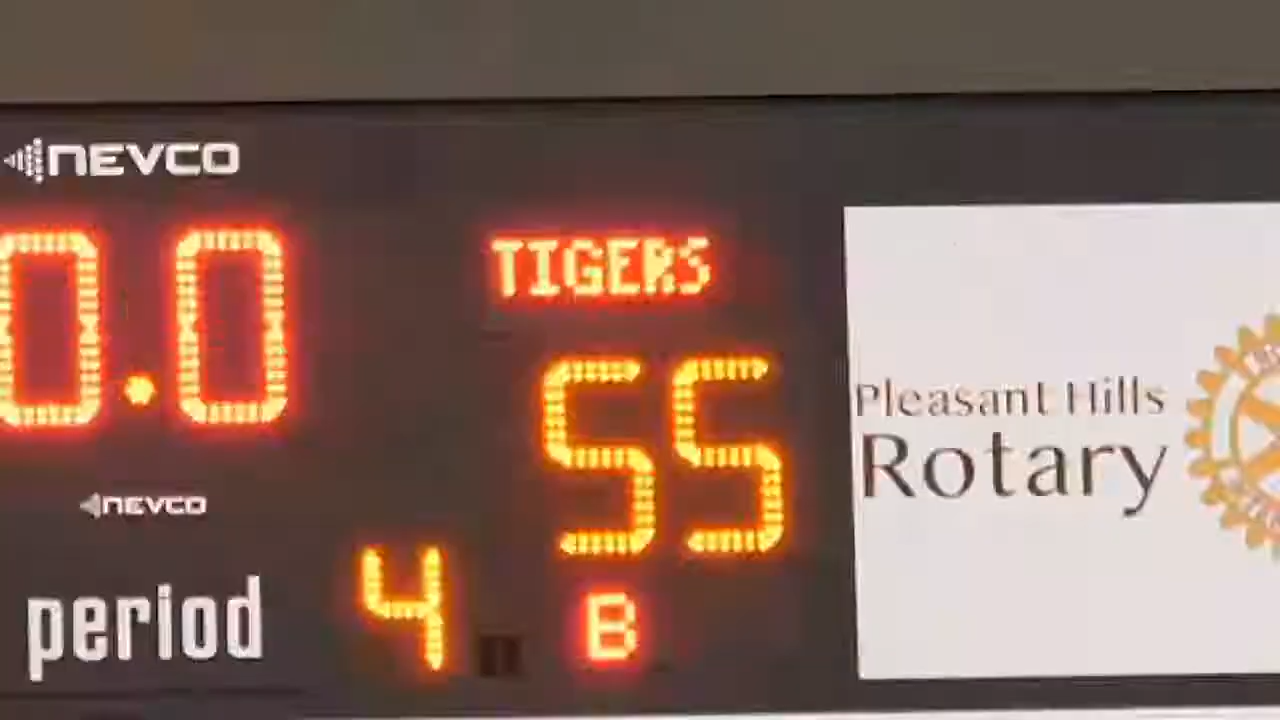 NEVCO
0.0
TIGERS
55
NEVCO
period 4
B
Pleasant Hills
Rotary